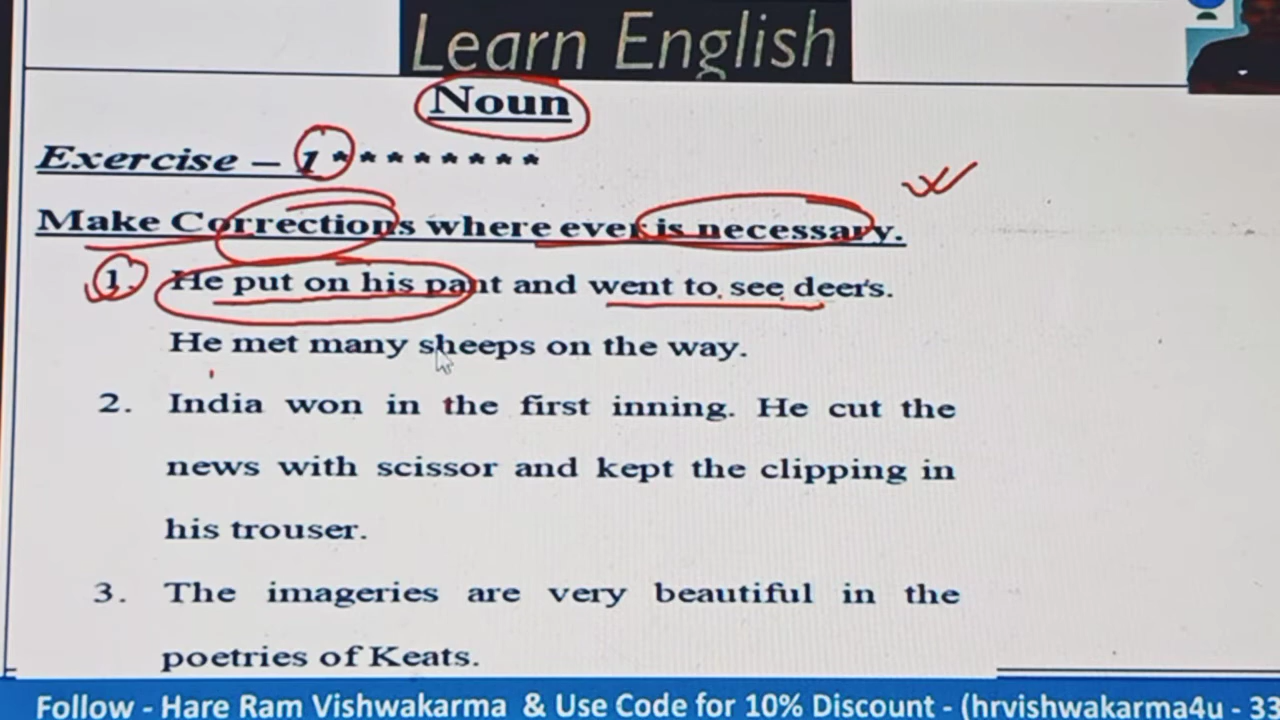 Learn English
Noun
Exercise – 1********
Make Corrections where ever is necessary.
1. He put on his pant and went to see deers.
He met many sheeps on the way.
2. India won in the first inning. He cut the
news with scissor and kept the clipping in
his trouser.
3. The imageries are very beautiful in the
poetries of Keats.
Follow - Hare Ram Vishwakarma & Use Code for 10% Discount - (hrvishwakarma4u - 33